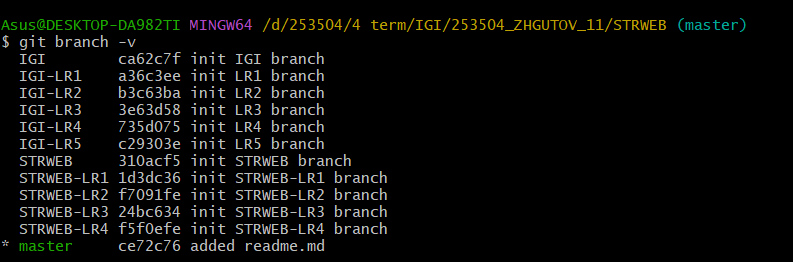 Asus@DESKTOP-DA982TI MINGW64 /d/253504/4 term/IGI/253504_ZHGUTOV_11/STRWEB (master)
$ git branch -v
  IGI        ca62c7f init IGI branch
  IGI-LR1    a36c3ee init LR1 branch
  IGI-LR2    b3c63ba init LR2 branch
  IGI-LR3    3e63d58 init LR3 branch
  IGI-LR4    735d075 init LR4 branch
  IGI-LR5    c29303e init LR5 branch
  STRWEB     310acf5 init STRWEB branch
  STRWEB-LR1 1d3dc36 init STRWEB-LR1 branch
  STRWEB-LR2 f7091fe init STRWEB-LR2 branch
  STRWEB-LR3 24bc634 init STRWEB-LR3 branch
  STRWEB-LR4 f5f0efe init STRWEB-LR4 branch
* master     ce72c76 added readme.md